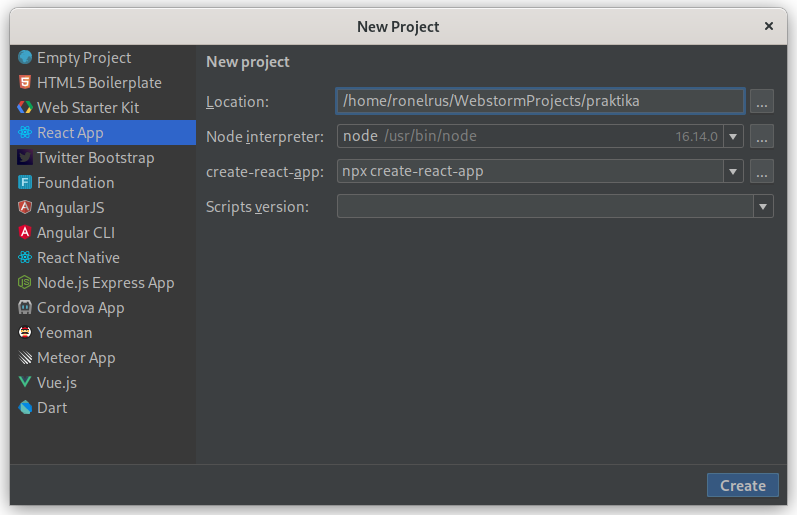 New Project
×
Empty Project
HTML5 Boilerplate
Web Starter Kit
React App
Twitter Bootstrap
Foundation
AngularJS
Angular CLI
React Native
Node.js Express App
Cordova App
Yeoman
Meteor App
Vue.js
Dart
New project
Location: /home/ronelrus/WebstormProjects/praktika ...
Node interpreter: node /usr/bin/node 16.14.0 ...
create-react-app: npx create-react-app ...
Scripts version:
Create